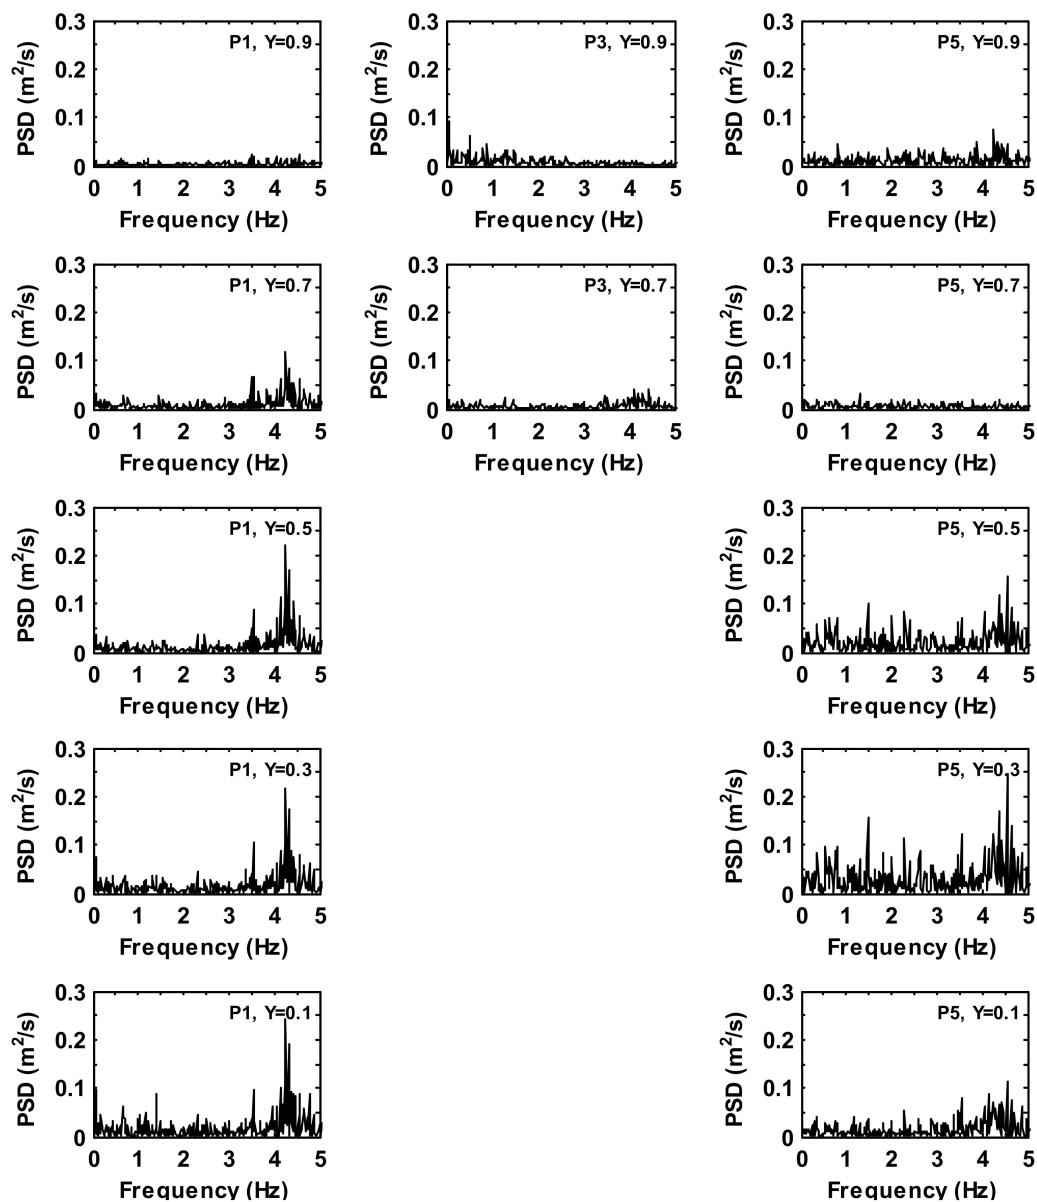 0.3
P1, Y=0.9
0.2
0.1
0
PSD (m²/s)
0 1 2 3 4 5
Frequency (Hz)
0.3
P3, Y=0.9
0.2
0.1
0
PSD (m²/s)
0 1 2 3 4 5
Frequency (Hz)
0.3
P5, Y=0.9
0.2
0.1
0
PSD (m²/s)
0 1 2 3 4 5
Frequency (Hz)
0.3
P1, Y=0.7
0.2
0.1
0
PSD (m²/s)
0 1 2 3 4 5
Frequency (Hz)
0.3
P3, Y=0.7
0.2
0.1
0
PSD (m²/s)
0 1 2 3 4 5
Frequency (Hz)
0.3
P5, Y=0.7
0.2
0.1
0
PSD (m²/s)
0 1 2 3 4 5
Frequency (Hz)
0.3
P1, Y=0.5
0.2
0.1
0
PSD (m²/s)
0 1 2 3 4 5
Frequency (Hz)
0.3
P5, Y=0.5
0.2
0.1
0
PSD (m²/s)
0 1 2 3 4 5
Frequency (Hz)
0.3
P1, Y=0.3
0.2
0.1
0
PSD (m²/s)
0 1 2 3 4 5
Frequency (Hz)
0.3
P5, Y=0.3
0.2
0.1
0
PSD (m²/s)
0 1 2 3 4 5
Frequency (Hz)
0.3
P1, Y=0.1
0.2
0.1
0
PSD (m²/s)
0 1 2 3 4 5
Frequency (Hz)
0.3
P5, Y=0.1
0.2
0.1
0
PSD (m²/s)
0 1 2 3 4 5
Frequency (Hz)